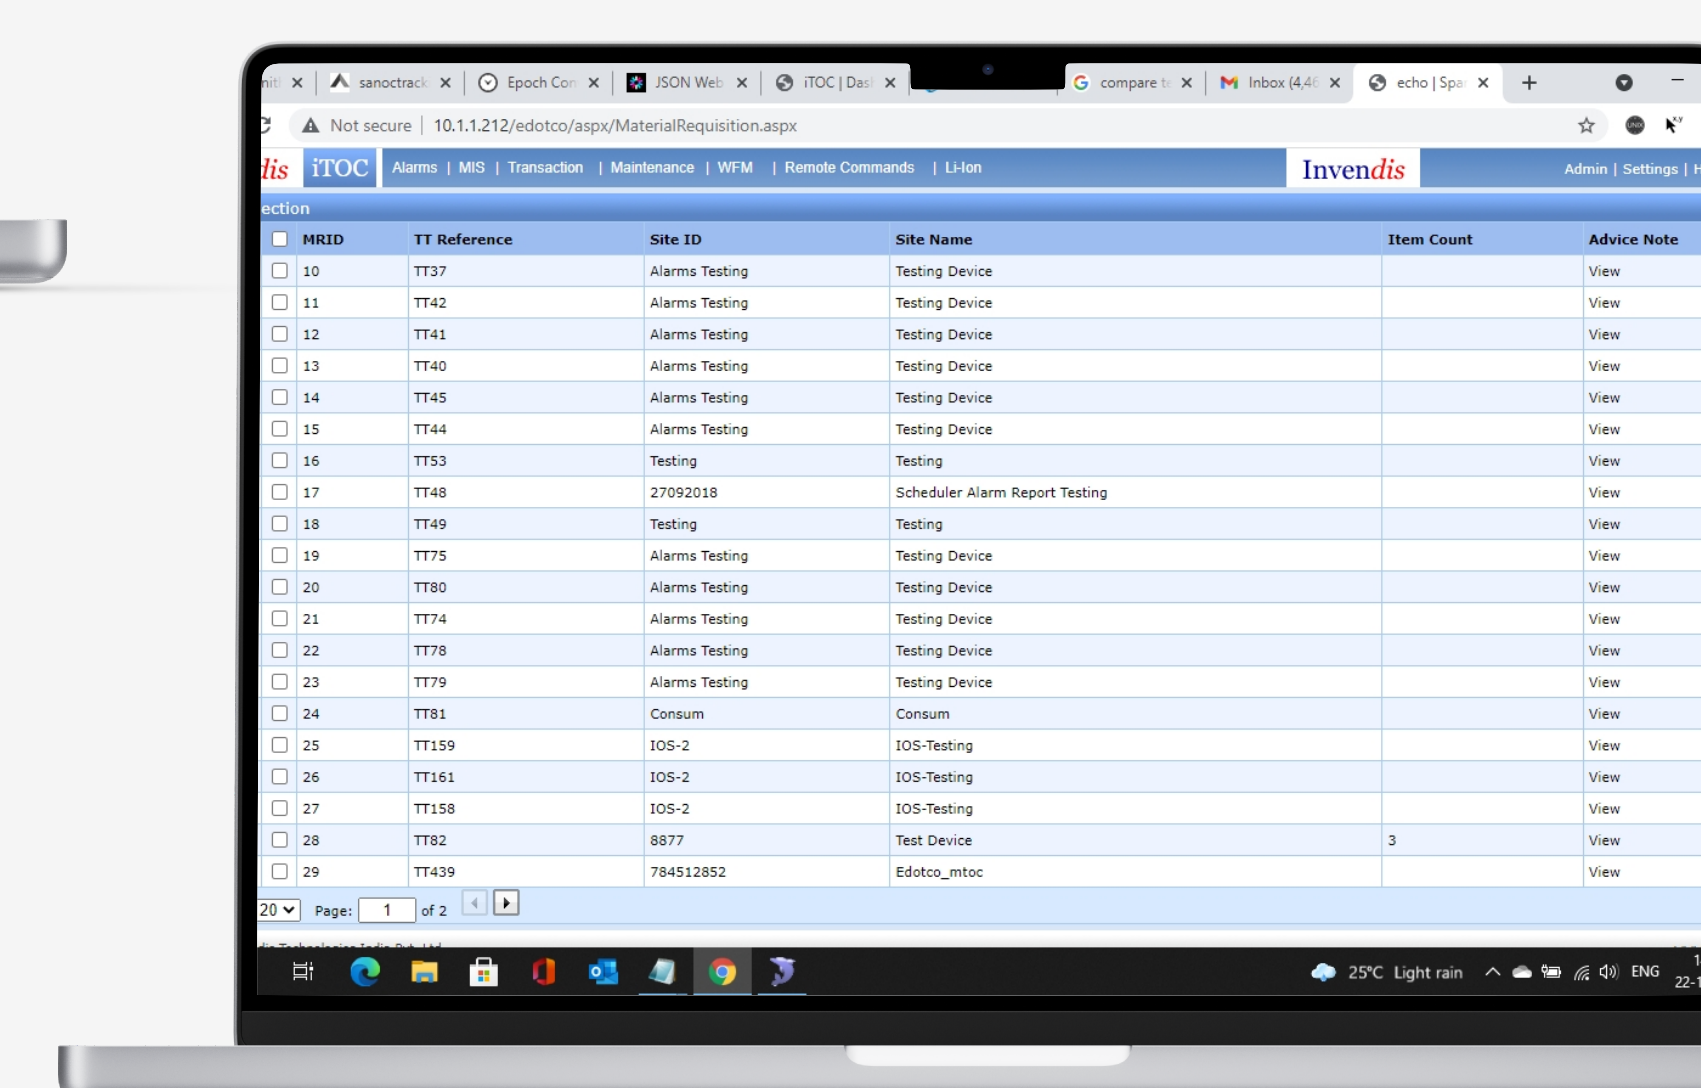 sanoctrack Epoch Con JSON Web iTOC | Das compare te Inbox (4,46 echo | Spar
Not secure 10.1.1.212/edotco/aspx/MaterialRequisition.aspx
dis iTOC Alarms | MIS | Transaction | Maintenance | WFM | Remote Commands | Li-Ion Invendis Admin | Settings | H
ection
MRID TT Reference Site ID Site Name Item Count Advice Note
10 TT37 Alarms Testing Testing Device View
11 TT42 Alarms Testing Testing Device View
12 TT41 Alarms Testing Testing Device View
13 TT40 Alarms Testing Testing Device View
14 TT45 Alarms Testing Testing Device View
15 TT44 Alarms Testing Testing Device View
16 TT53 Testing Testing View
17 TT48 27092018 Scheduler Alarm Report Testing View
18 TT49 Testing Testing View
19 TT75 Alarms Testing Testing Device View
20 TT80 Alarms Testing Testing Device View
21 TT74 Alarms Testing Testing Device View
22 TT78 Alarms Testing Testing Device View
23 TT79 Alarms Testing Testing Device View
24 TT81 Consum Consum View
25 TT159 IOS-2 IOS-Testing View
26 TT161 IOS-2 IOS-Testing View
27 TT158 IOS-2 IOS-Testing View
28 TT82 8877 Test Device 3 View
29 TT439 784512852 Edotco_mtoc View
20 Page: 1 of 2
25°C Light rain ENG
22-1